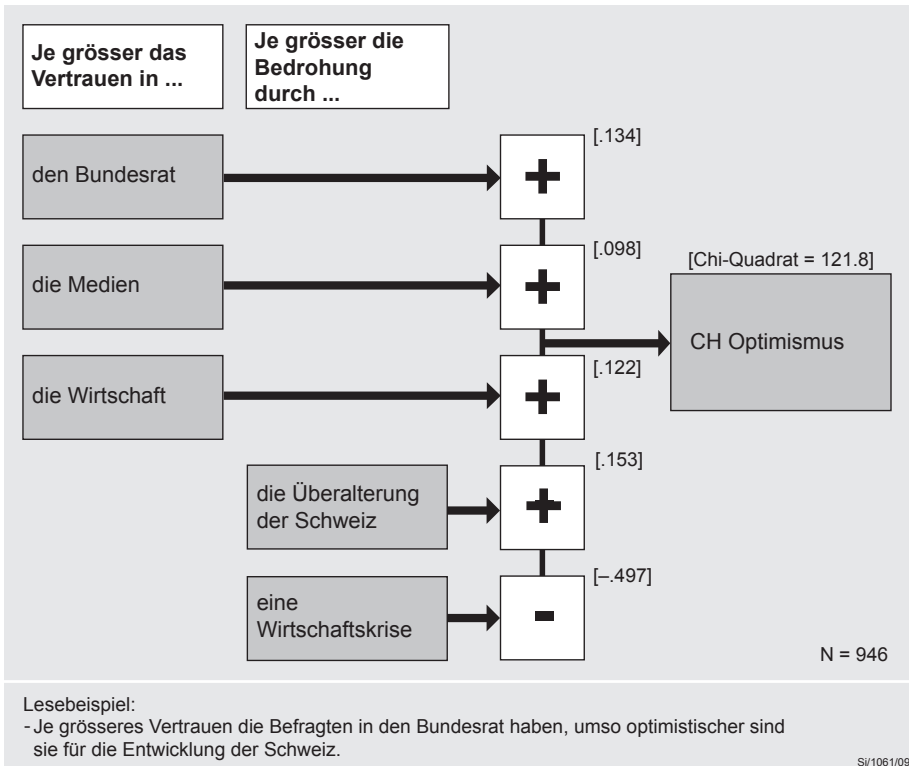 Je grösser das
Vertrauen in ...
Je grösser die
Bedrohung
durch ...
den Bundesrat
+
[.134]
die Medien
+
[.098]
[Chi-Quadrat = 121.8]
CH Optimismus
die Wirtschaft
+
[.122]
die Überalterung
der Schweiz
+
[.153]
eine
Wirtschaftskrise
-
[–.497]
N = 946
Lesebeispiel:
- Je grösseres Vertrauen die Befragten in den Bundesrat haben, umso optimistischer sind
sie für die Entwicklung der Schweiz.
Si/1061/09